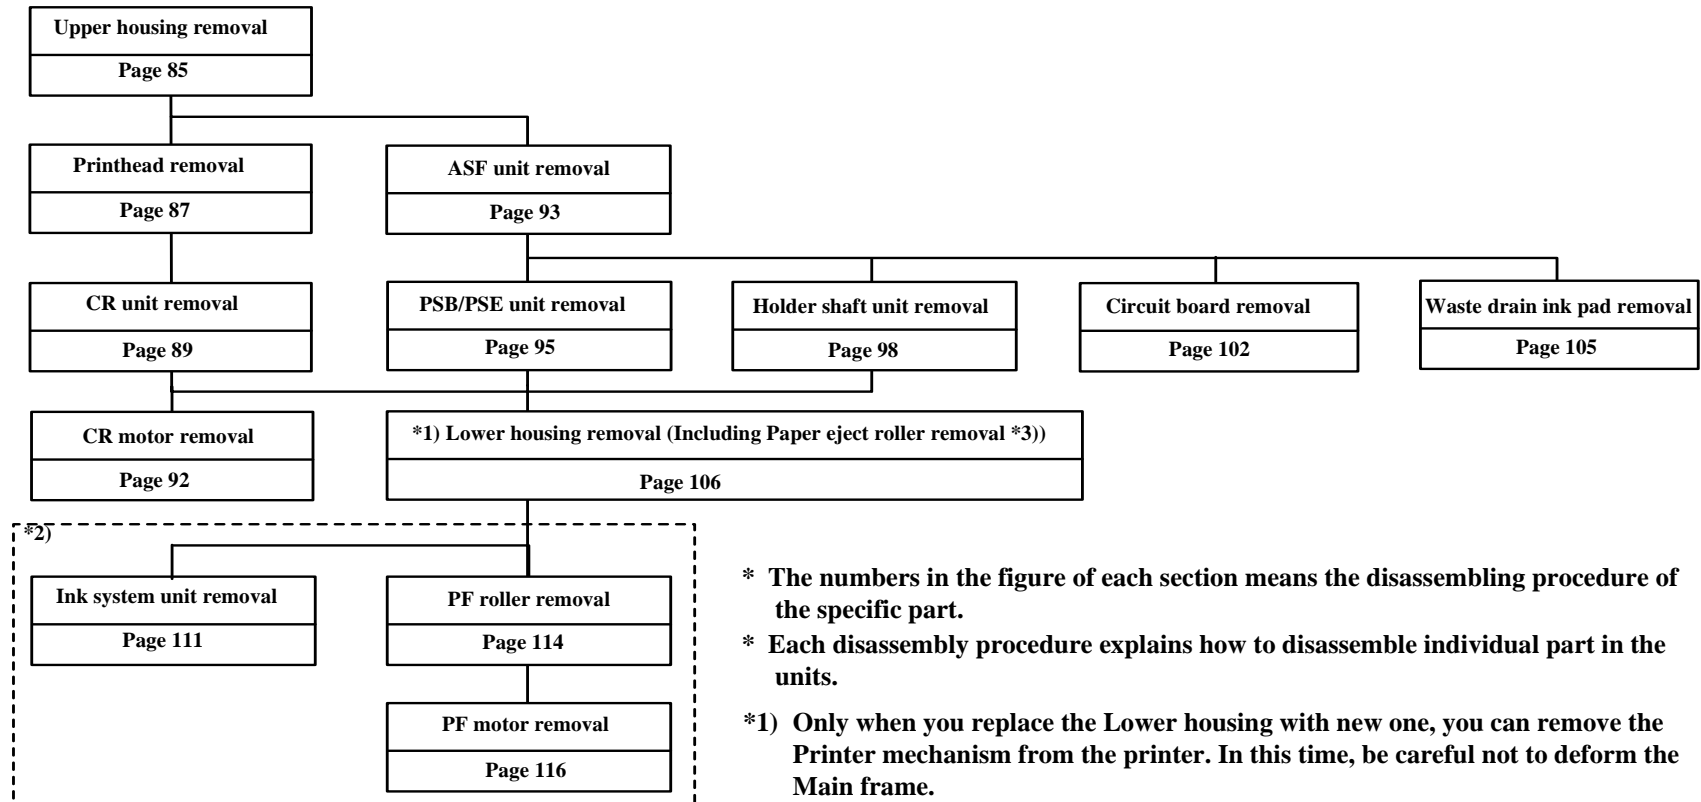 Upper housing removal
Page 85
Printhead removal
Page 87
ASF unit removal
Page 93
CR unit removal
Page 89
PSB/PSE unit removal
Page 95
Holder shaft unit removal
Page 98
Circuit board removal
Page 102
Waste drain ink pad removal
Page 105
CR motor removal
Page 92
*1) Lower housing removal (Including Paper eject roller removal *3))
Page 106
*2)
Ink system unit removal
Page 111
PF roller removal
Page 114
PF motor removal
Page 116
* The numbers in the figure of each section means the disassembling procedure of
the specific part.
* Each disassembly procedure explains how to disassemble individual part in the
units.
*1) Only when you replace the Lower housing with new one, you can remove the
Printer mechanism from the printer. In this time, be careful not to deform the
Main frame.